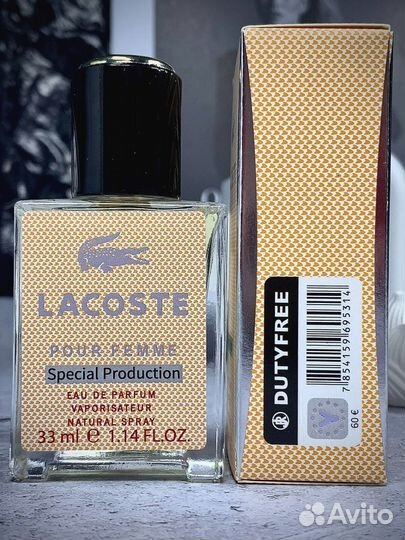 LACOSTE
POUR FEMME
Special Production
EAU DE PARFUM
VAPORISATEUR
NATURAL SPRAY
33 ml e 1.14 FL.OZ.
DUTYFREE
7854159695314
60 €
Avito